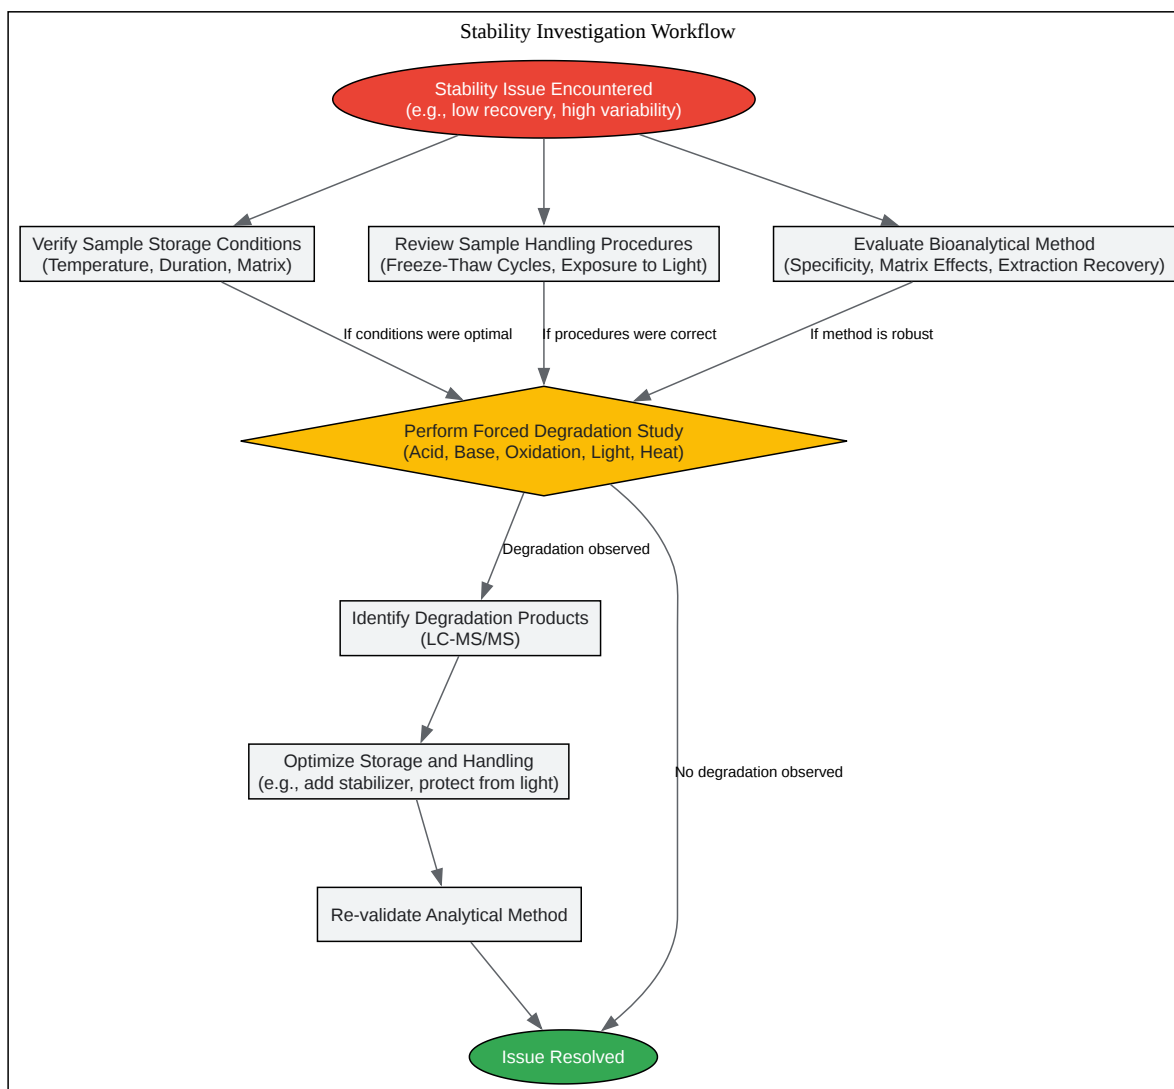 Stability Investigation Workflow
Stability Issue Encountered
(e.g., low recovery, high variability)
Verify Sample Storage Conditions
(Temperature, Duration, Matrix)
Review Sample Handling Procedures
(Freeze-Thaw Cycles, Exposure to Light)
Evaluate Bioanalytical Method
(Specificity, Matrix Effects, Extraction Recovery)
If conditions were optimal
If procedures were correct
If method is robust
Perform Forced Degradation Study
(Acid, Base, Oxidation, Light, Heat)
Degradation observed
Identify Degradation Products
(LC-MS/MS)
Optimize Storage and Handling
(e.g., add stabilizer, protect from light)
No degradation observed
Re-validate Analytical Method
Issue Resolved